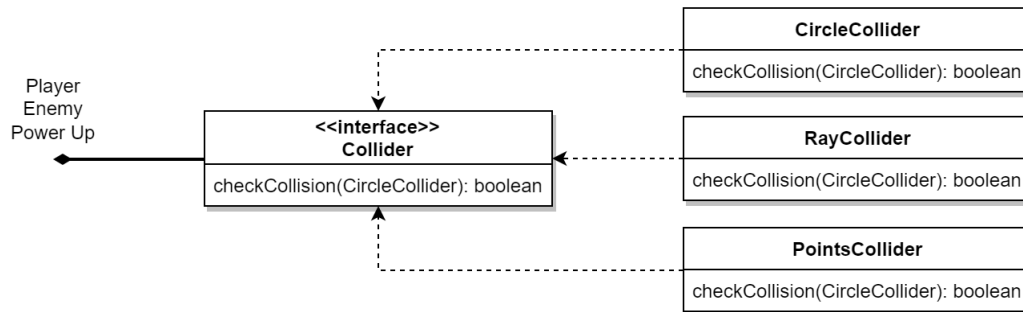 Player
Enemy
Power Up
<<interface>>
Collider
checkCollision(CircleCollider): boolean
CircleCollider
checkCollision(CircleCollider): boolean
RayCollider
checkCollision(CircleCollider): boolean
PointsCollider
checkCollision(CircleCollider): boolean